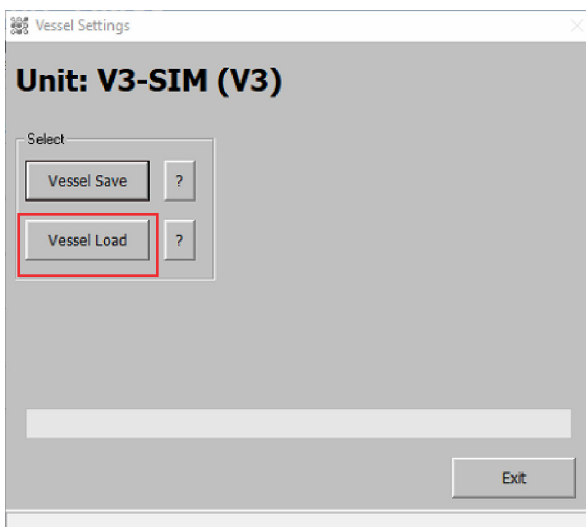 Vessel Settings
Unit: V3-SIM (V3)
Select
Vessel Save
?
Vessel Load
?
Exit